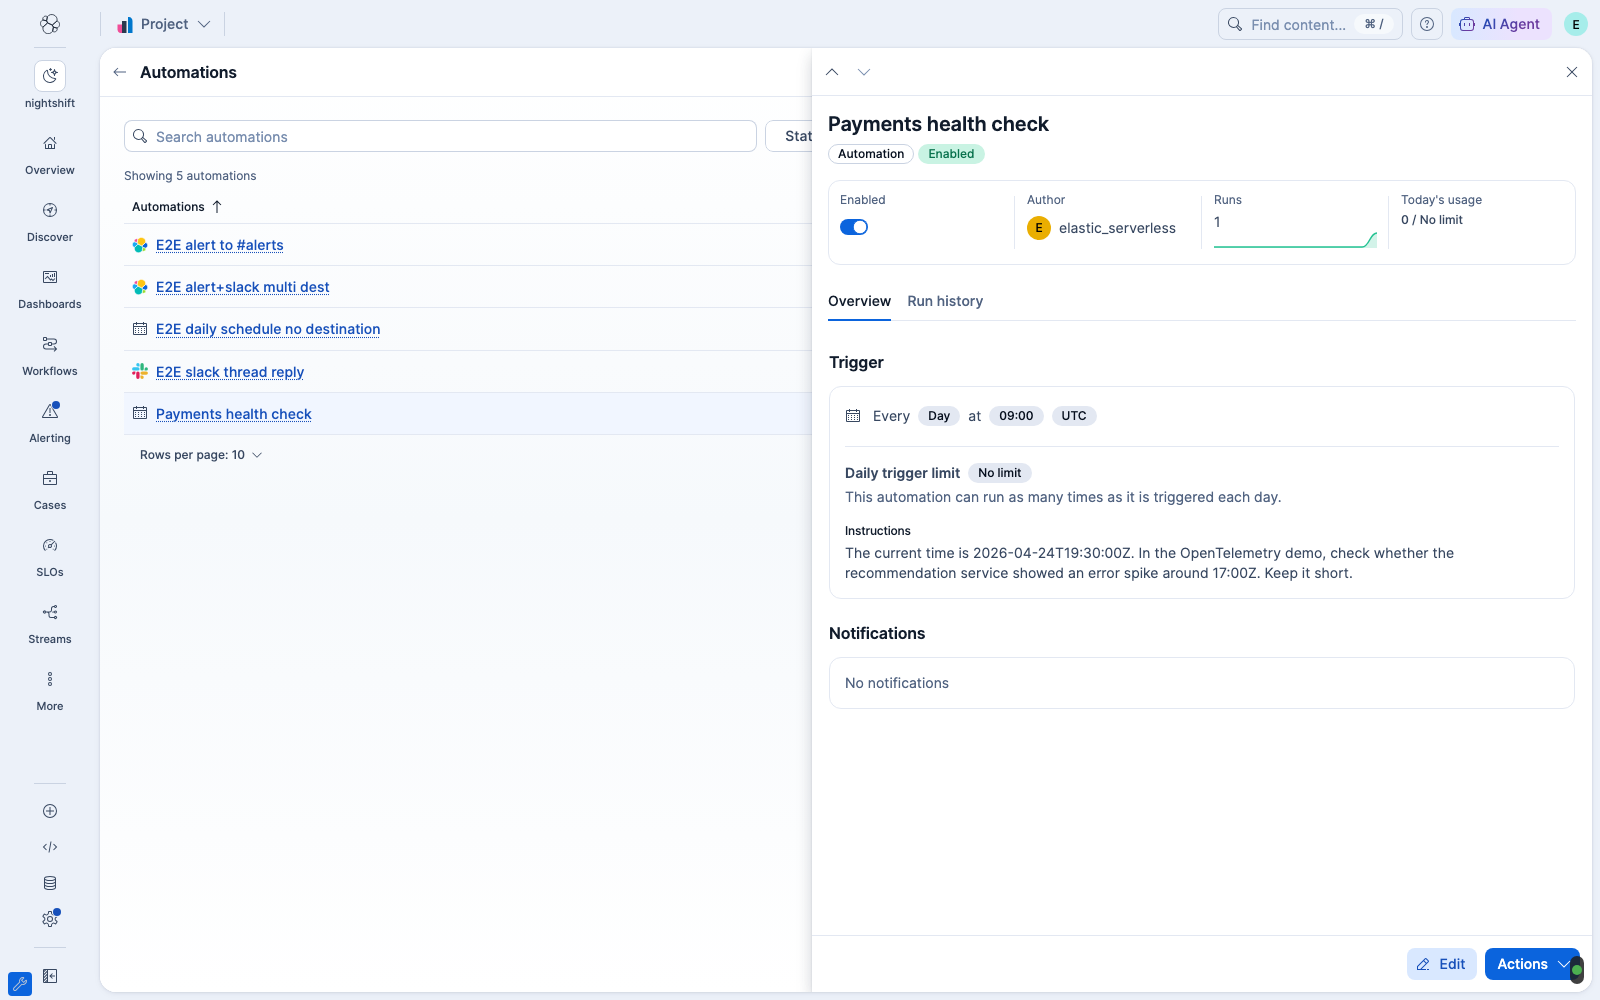 Project
Find content...
⌘ /
AI Agent
E
nightshift
Overview
Discover
Dashboards
Workflows
Alerting
Cases
SLOs
Streams
More
Automations
Search automations
Stat
Showing 5 automations
Automations
E2E alert to #alerts
E2E alert+slack multi dest
E2E daily schedule no destination
E2E slack thread reply
Payments health check
Rows per page: 10
Payments health check
Automation Enabled
Enabled
Author
E elastic_serverless
Runs
1
Today's usage
0 / No limit
Overview Run history
Trigger
Every Day at 09:00 UTC
Daily trigger limit No limit
This automation can run as many times as it is triggered each day.
Instructions
The current time is 2026-04-24T19:30:00Z. In the OpenTelemetry demo, check whether the
recommendation service showed an error spike around 17:00Z. Keep it short.
Notifications
No notifications
Edit
Actions